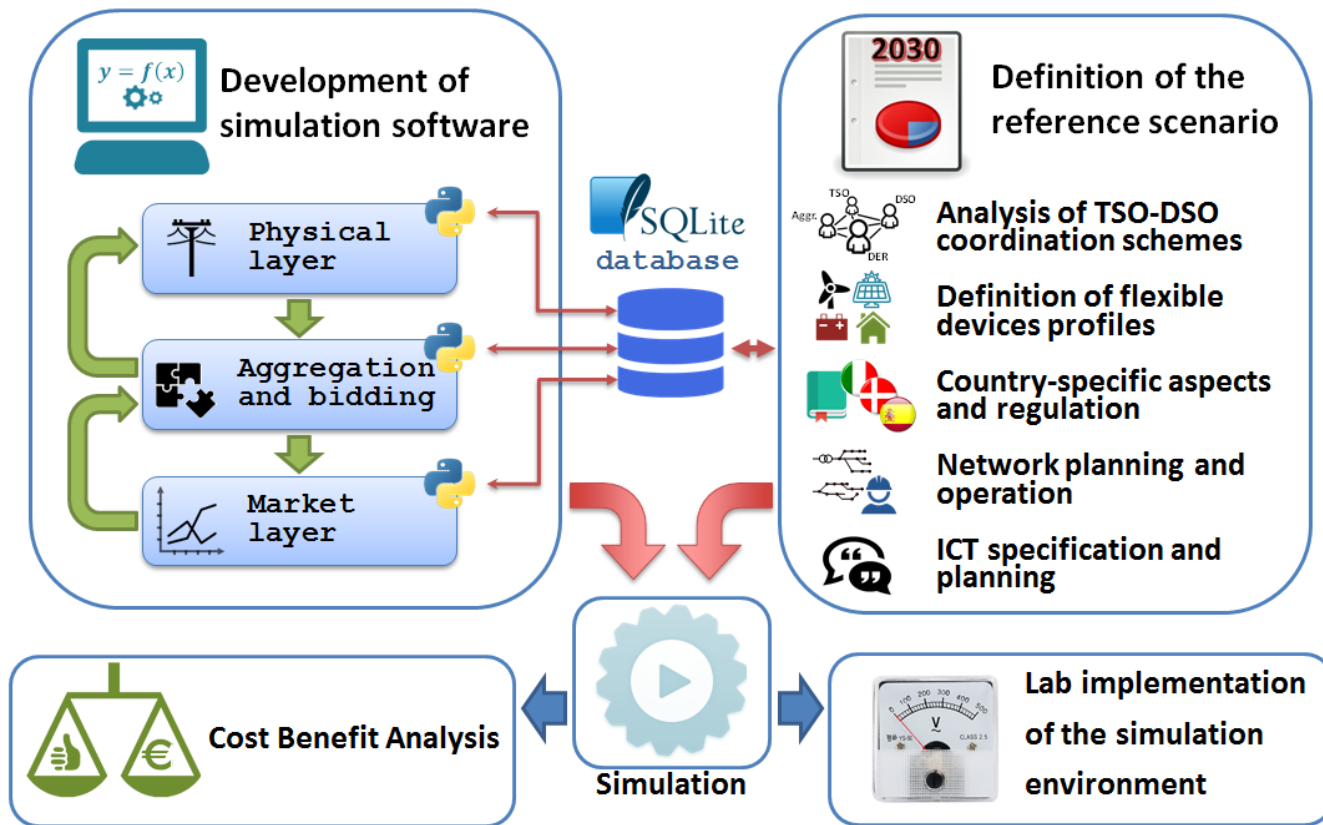 y = f(x)
Development of
simulation software
Physical
layer
Aggregation
and bidding
Market
layer
SQLite
database
2030
Definition of the
reference scenario
TSO
DSO
Aggr.
DER
Analysis of TSO-DSO
coordination schemes
Definition of flexible
devices profiles
Country-specific aspects
and regulation
Network planning and
operation
ICT specification and
planning
€
Cost Benefit Analysis
Simulation
0 100 200 300 400 500
V
~
CLASS 2.5
Lab implementation
of the simulation
environment